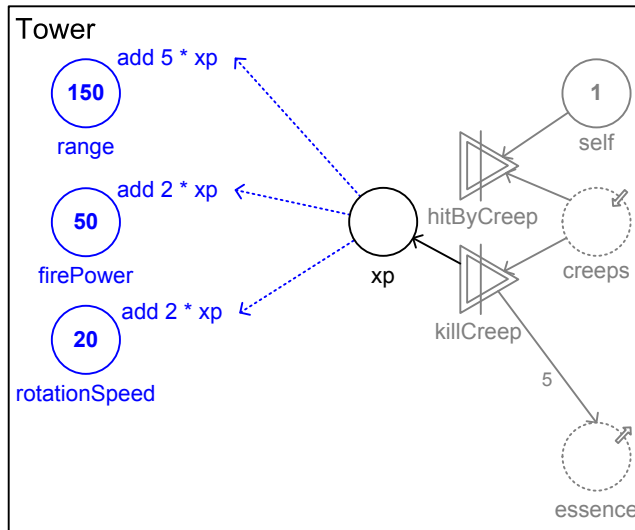 Tower
add 5 * xp
150
range
add 2 * xp
50
firePower
add 2 * xp
20
rotationSpeed
xp
1
self
hitByCreep
creeps
killCreep
5
essence